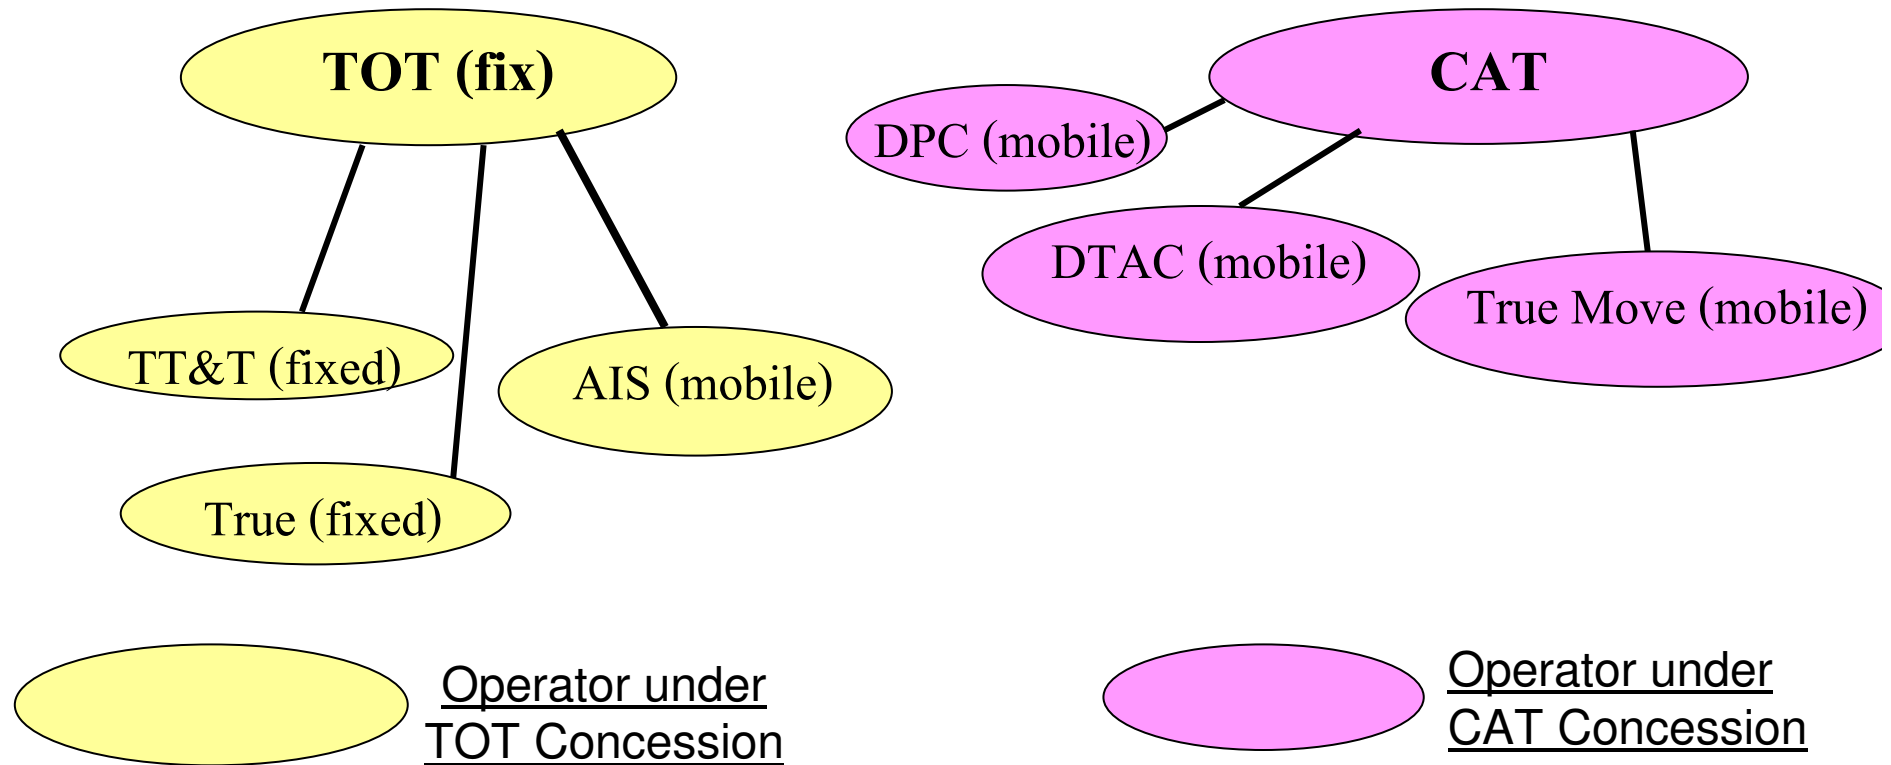 TOT (fix)
CAT
DPC (mobile)
DTAC (mobile)
True Move (mobile)
TT&T (fixed)
AIS (mobile)
True (fixed)
Operator under
TOT Concession
Operator under
CAT Concession